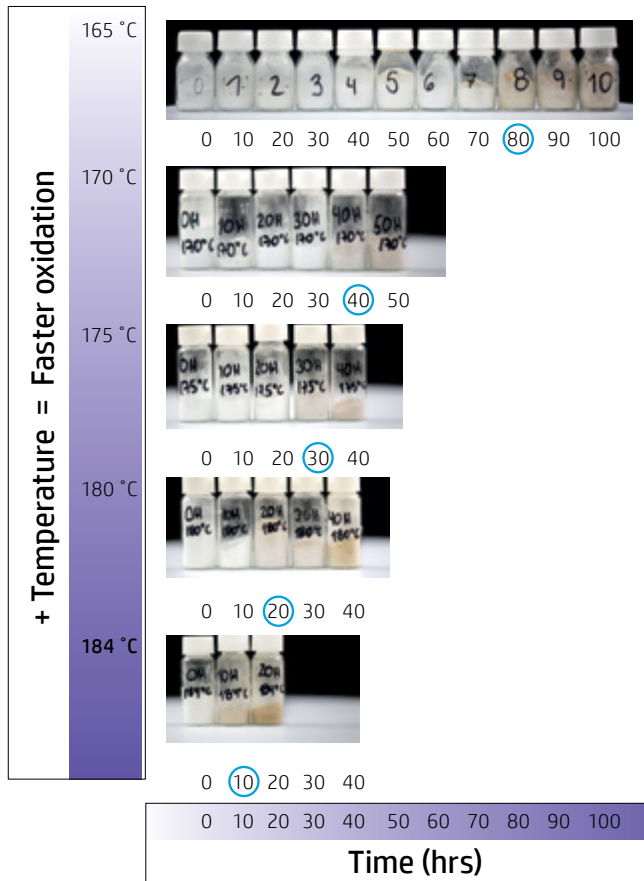 165 ˚C
0 1 2 3 4 5 6 7 8 9 10
0 10 20 30 40 50 60 70 80 90 100
170 ˚C
0H 10H 20H 30H 40H 50H
170°C 170°C 170°C 170°C 170°C 170°C
0 10 20 30 40 50
175 ˚C
0H 10H 20H 30H 40H
175°C 175°C 175°C 175°C 175°C
0 10 20 30 40
180 ˚C
0H 10H 20H 30H 40H
180°C 180°C 180°C 180°C 180°C
0 10 20 30 40
184 ˚C
0H 10H 20H
184°C 184°C 184°C
0 10 20 30 40
+ Temperature = Faster oxidation
0 10 20 30 40 50 60 70 80 90 100
Time (hrs)